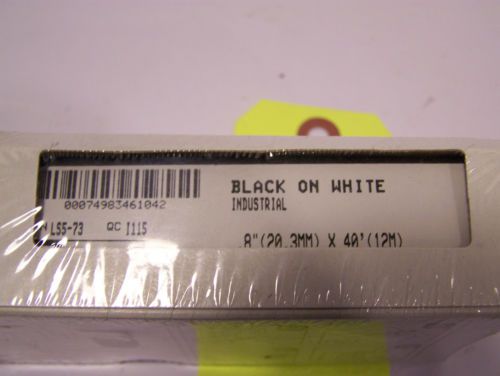 00074983461042
BLACK ON WHITE
INDUSTRIAL
LS5-73 QC I115
.8"(20.3MM) X 40'(12M)